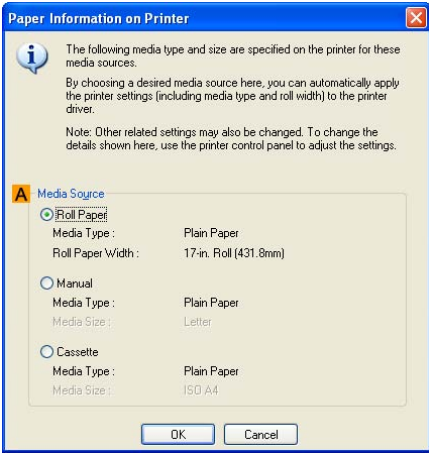 Paper Information on Printer
The following media type and size are specified on the printer for these
media sources.
By choosing a desired media source here, you can automatically apply
the printer settings (including media type and roll width) to the printer
driver.
Note: Other related settings may also be changed. To change the
details shown here, use the printer control panel to adjust the settings.
A Media Source
Roll Paper
Media Type : Plain Paper
Roll Paper Width : 17-in. Roll (431.8mm)
Manual
Media Type : Plain Paper
Media Size : Letter
Cassette
Media Type : Plain Paper
Media Size : ISO A4
OK Cancel